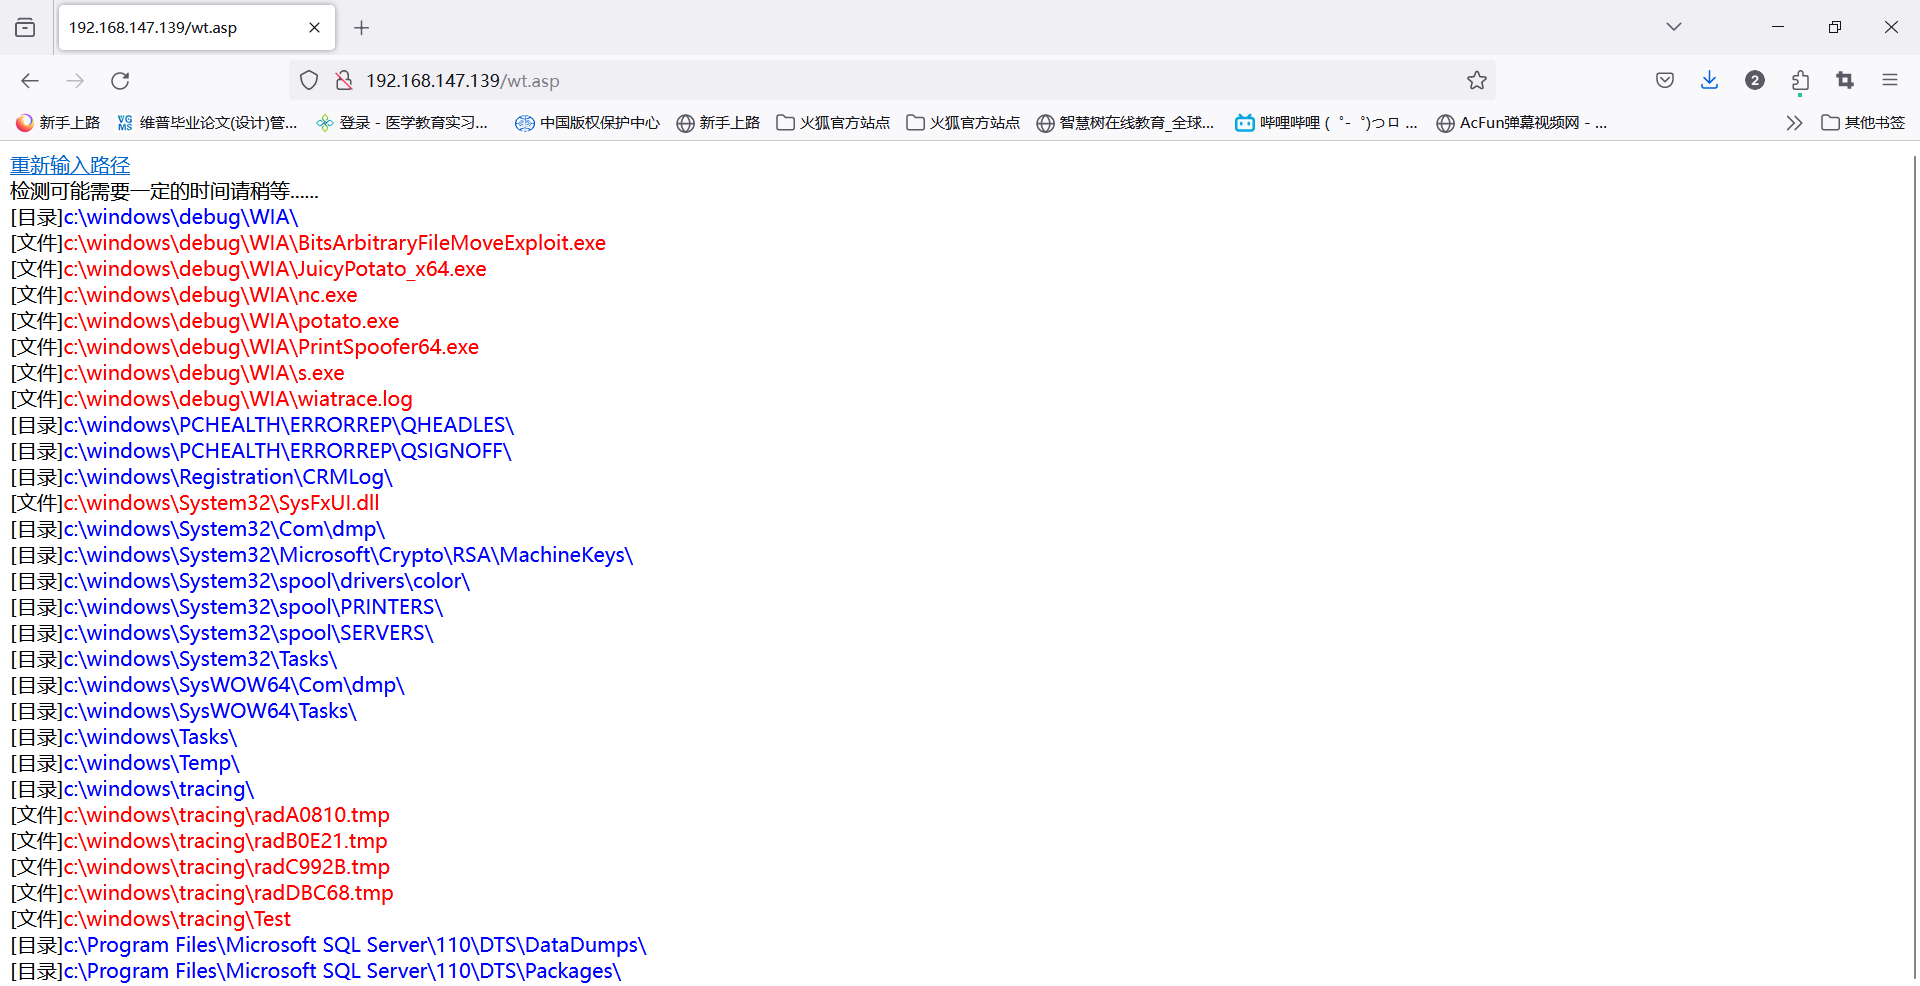 192.168.147.139/wt.asp
192.168.147.139/wt.asp
2
新手上路
VG MS 维普毕业论文(设计)管...
登录 - 医学教育实习...
中国版权保护中心
新手上路
火狐官方站点
火狐官方站点
智慧树在线教育_全球...
哔哩哔哩 ( ゜- ゜)つロ ...
AcFun弹幕视频网 - ...
其他书签
重新输入路径
检测可能需要一定的时间请稍等......
[目录]c:\windows\debug\WIA\
[文件]c:\windows\debug\WIA\BitsArbitraryFileMoveExploit.exe
[文件]c:\windows\debug\WIA\JuicyPotato_x64.exe
[文件]c:\windows\debug\WIA\nc.exe
[文件]c:\windows\debug\WIA\potato.exe
[文件]c:\windows\debug\WIA\PrintSpoofer64.exe
[文件]c:\windows\debug\WIA\s.exe
[文件]c:\windows\debug\WIA\wiatrace.log
[目录]c:\windows\PCHEALTH\ERRORREP\QHEADLES\
[目录]c:\windows\PCHEALTH\ERRORREP\QSIGNOFF\
[目录]c:\windows\Registration\CRMLog\
[文件]c:\windows\System32\SysFxUI.dll
[目录]c:\windows\System32\Com\dmp\
[目录]c:\windows\System32\Microsoft\Crypto\RSA\MachineKeys\
[目录]c:\windows\System32\spool\drivers\color\
[目录]c:\windows\System32\spool\PRINTERS\
[目录]c:\windows\System32\spool\SERVERS\
[目录]c:\windows\System32\Tasks\
[目录]c:\windows\SysWOW64\Com\dmp\
[目录]c:\windows\SysWOW64\Tasks\
[目录]c:\windows\Tasks\
[目录]c:\windows\Temp\
[目录]c:\windows\tracing\
[文件]c:\windows\tracing\radA0810.tmp
[文件]c:\windows\tracing\radB0E21.tmp
[文件]c:\windows\tracing\radC992B.tmp
[文件]c:\windows\tracing\radDBC68.tmp
[文件]c:\windows\tracing\Test
[目录]c:\Program Files\Microsoft SQL Server\110\DTS\DataDumps\
[目录]c:\Program Files\Microsoft SQL Server\110\DTS\Packages\